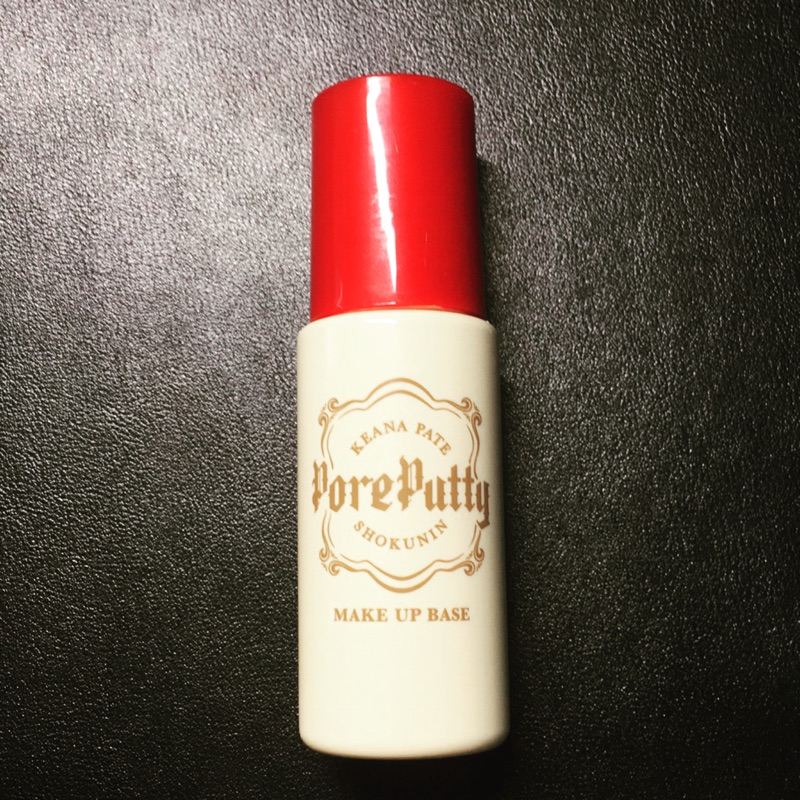 KEANA PATE
PorePutty
SHOKUNIN
MAKE UP BASE